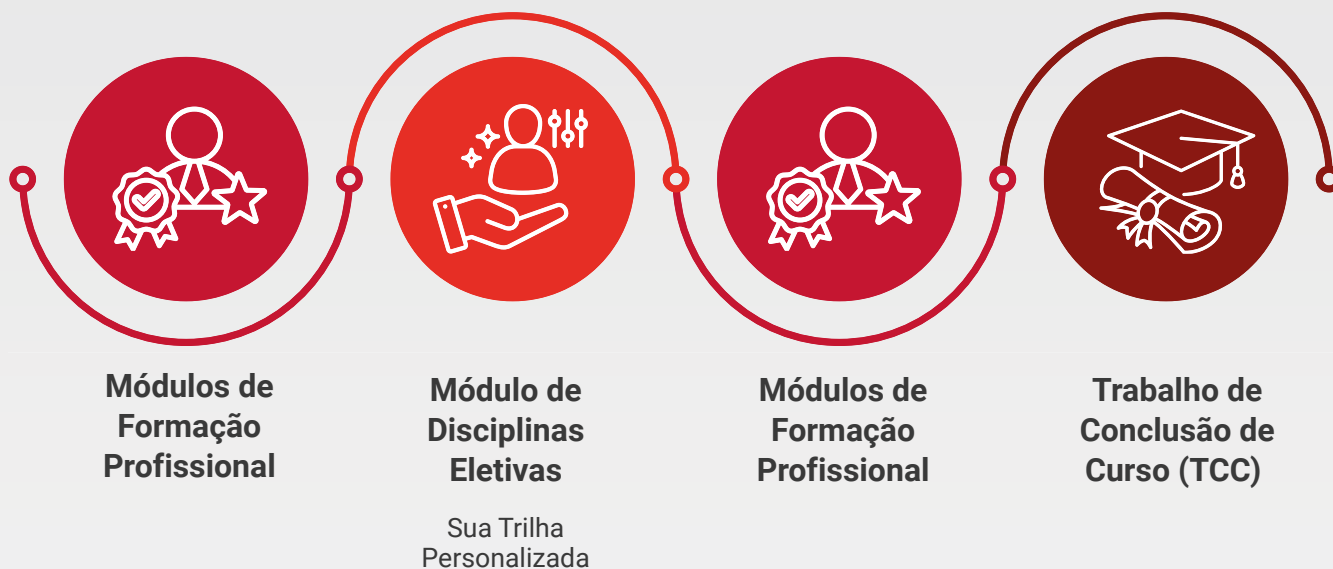 Módulos de
Formação
Profissional
Módulo de
Disciplinas
Eletivas
Sua Trilha
Personalizada
Módulos de
Formação
Profissional
Trabalho de
Conclusão de
Curso (TCC)